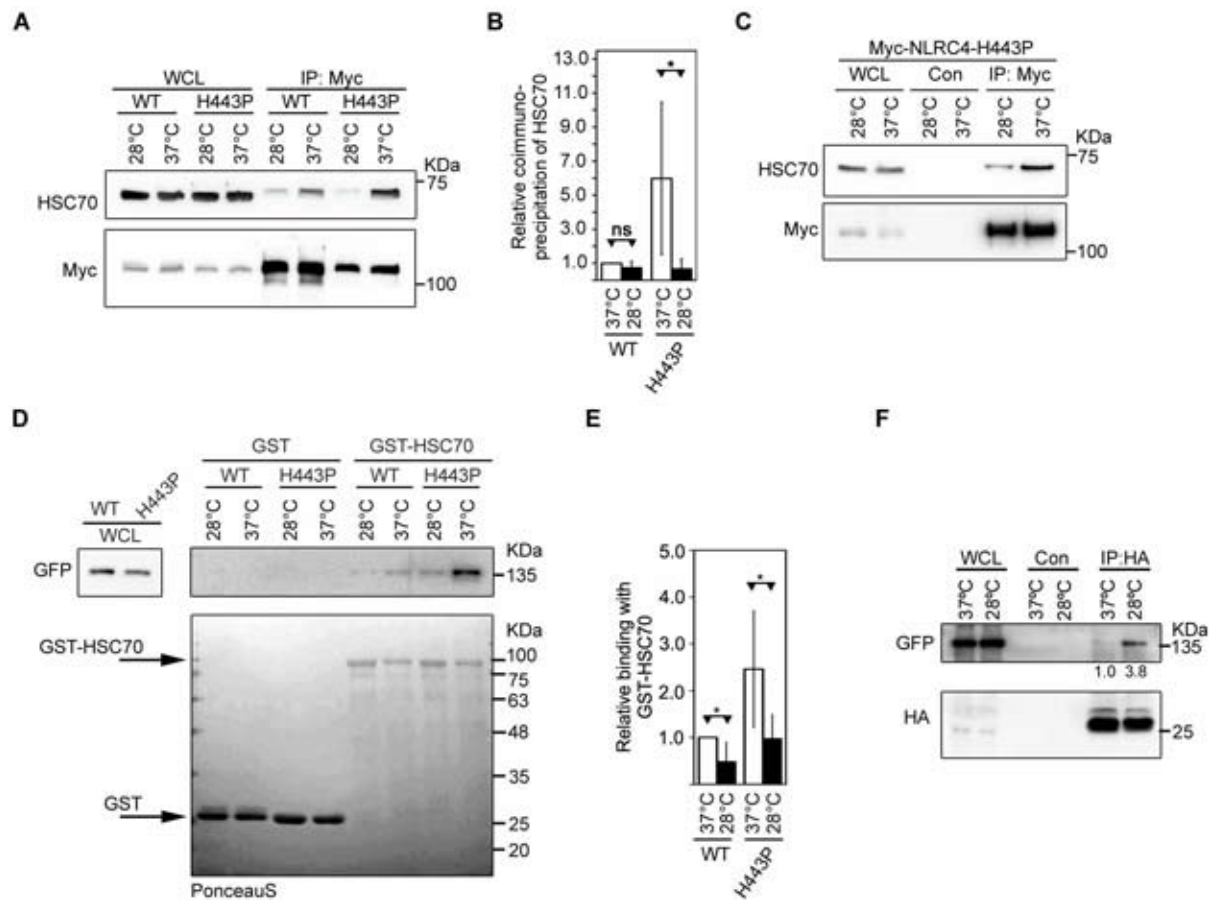 A
WCL IP: Myc
WT H443P WT H443P
28°C 37°C 28°C 37°C 28°C 37°C 28°C 37°C
KDa
HSC70 75
Myc 100
B
Relative coimmuno-
precipitation of HSC70
13.0
11.0
9.0
7.0
5.0
3.0
1.0
ns *
37°C 28°C 37°C 28°C
WT H443P
C
Myc-NLRC4-H443P
WCL Con IP: Myc
28°C 37°C 28°C 37°C 28°C 37°C
KDa
HSC70 75
Myc 100
D
GST GST-HSC70
WT H443P WT H443P
28°C 37°C 28°C 37°C 28°C 37°C 28°C 37°C
WT H443P
WCL
KDa
GFP 135
KDa
GST-HSC70 100
75
63
48
35
GST 25
20
PonceauS
E
Relative binding with
GST-HSC70
5.0
4.0
3.0
2.0
1.0
* *
37°C 28°C 37°C 28°C
WT H443P
F
WCL Con IP:HA
37ºC 28ºC 37ºC 28ºC 37ºC 28ºC
KDa
GFP 135
1.0 3.8
HA 25